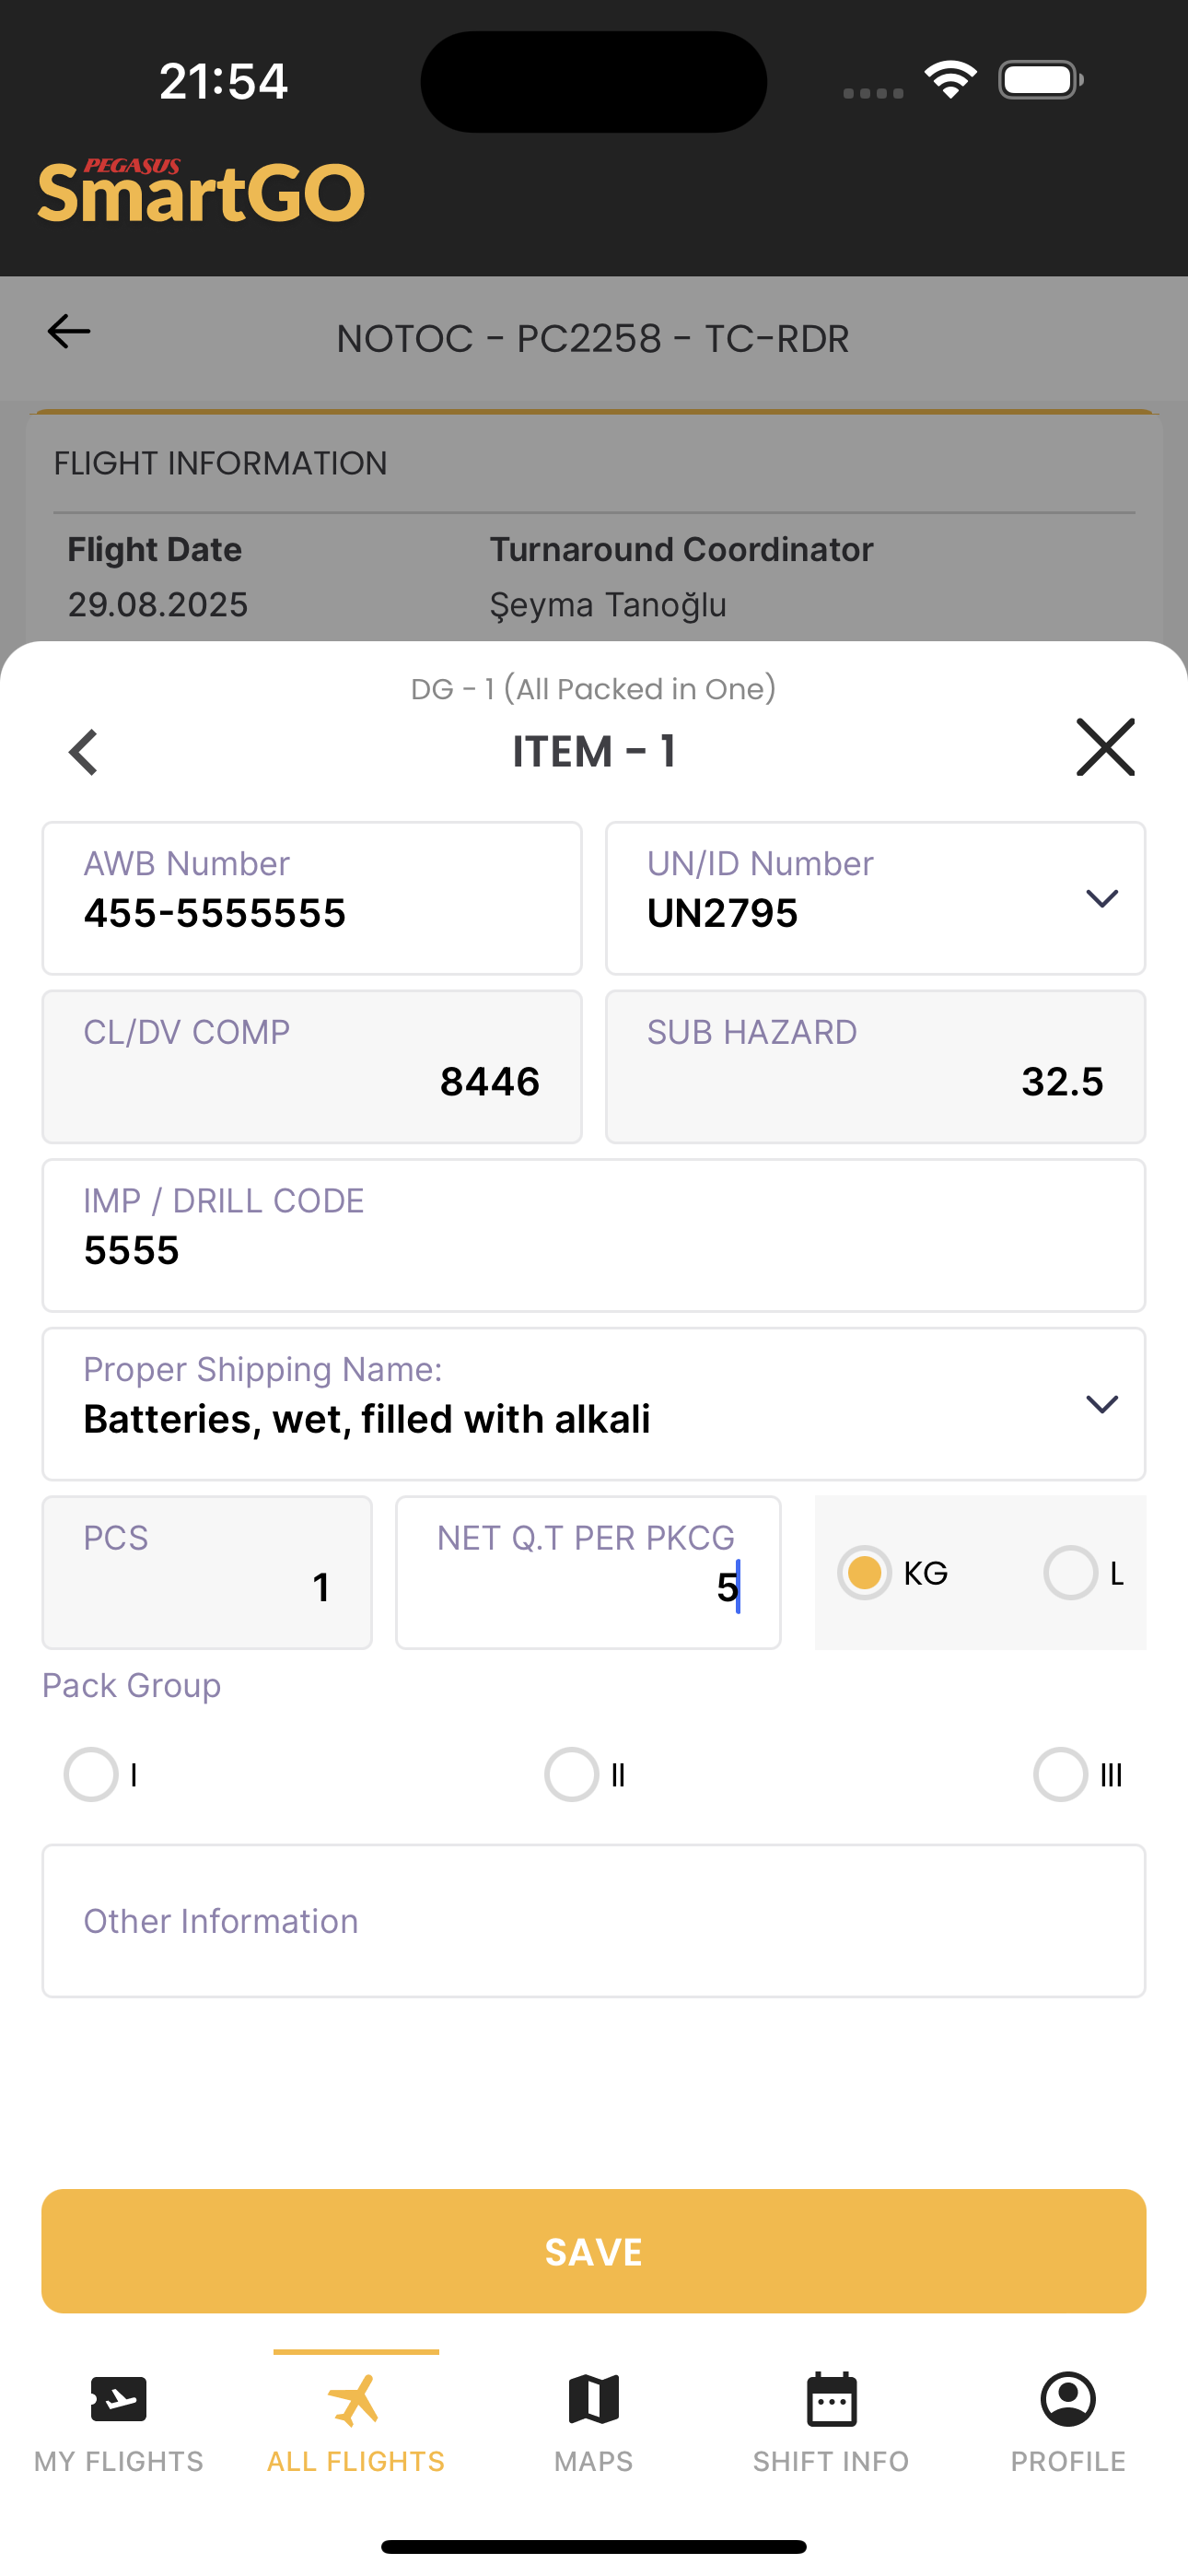 21:54
PEGASUS
SmartGO
NOTOC - PC2258 - TC-RDR
FLIGHT INFORMATION
Flight Date
Turnaround Coordinator
29.08.2025
Şeyma Tanoğlu
DG - 1 (All Packed in One)
ITEM - 1
AWB Number
455-5555555
UN/ID Number
UN2795
CL/DV COMP
8446
SUB HAZARD
32.5
IMP / DRILL CODE
5555
Proper Shipping Name:
Batteries, wet, filled with alkali
PCS
1
NET Q.T PER PKCG
5
KG
L
Pack Group
I
II
III
Other Information
SAVE
MY FLIGHTS
ALL FLIGHTS
MAPS
SHIFT INFO
PROFILE